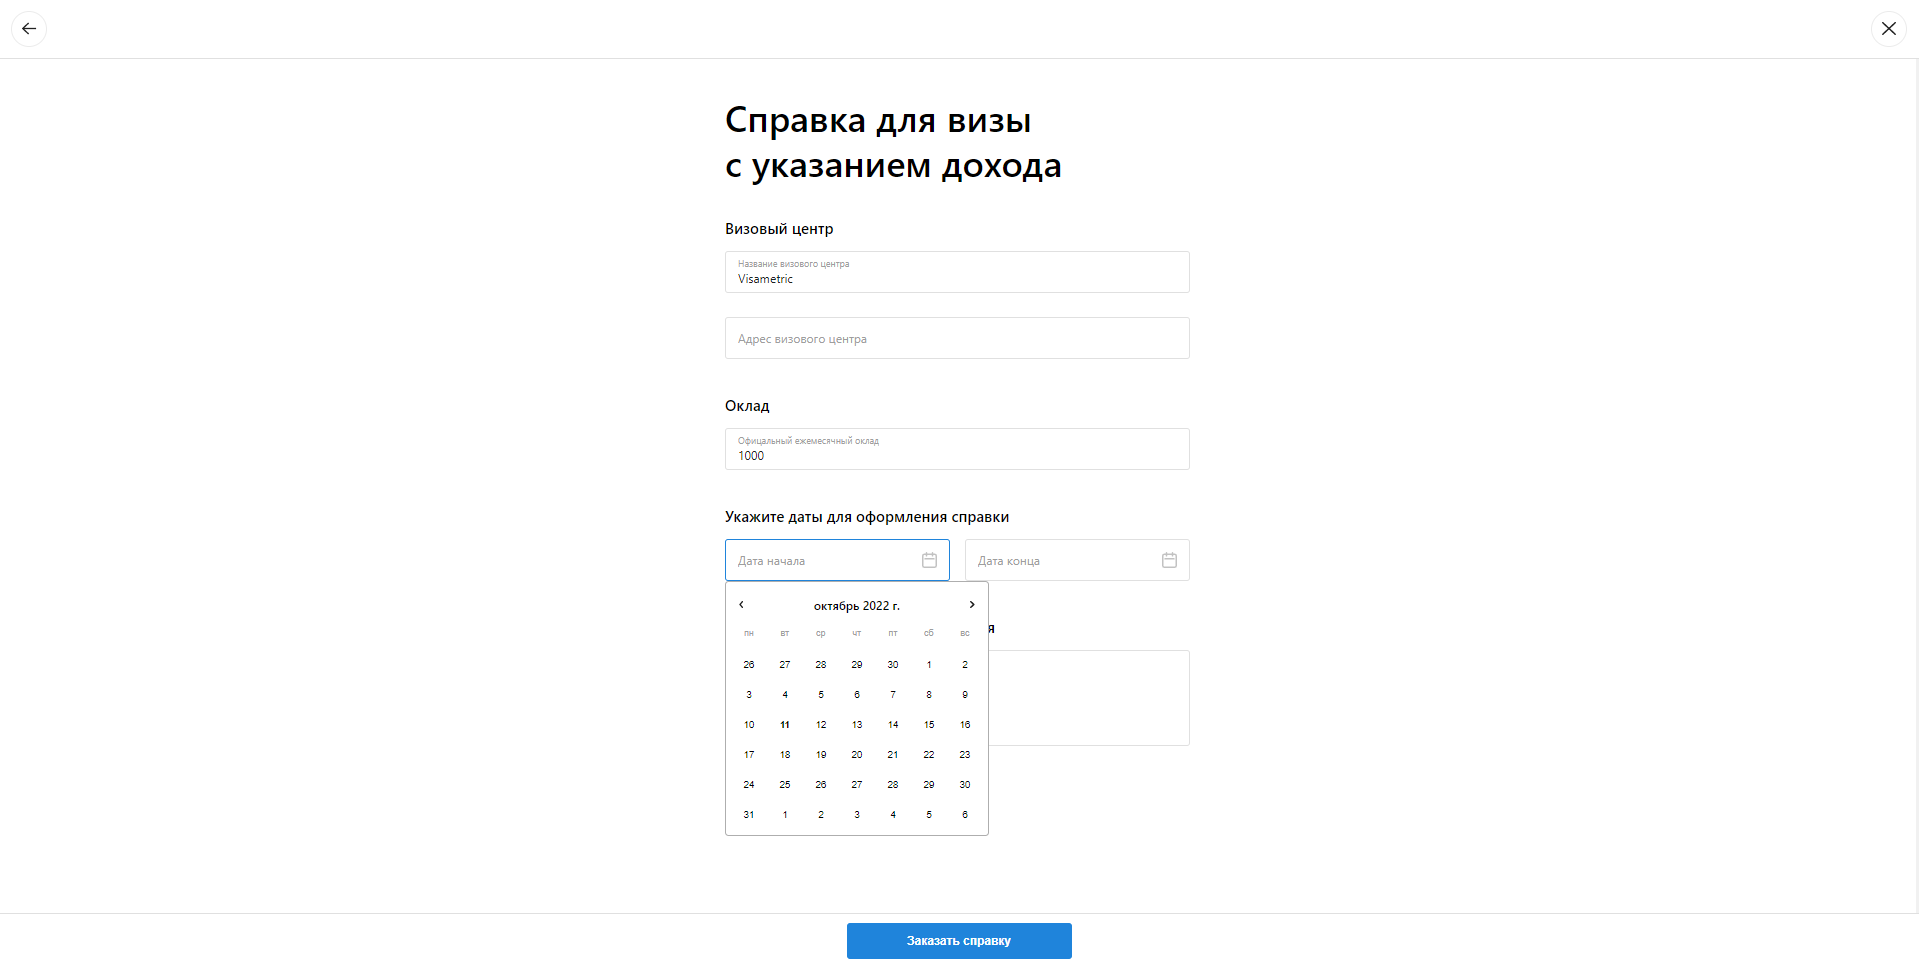 Справка для визы
с указанием дохода
Визовый центр
Название визового центра
Visametric
Адрес визового центра
Оклад
Офицальный ежемесячный оклад
1000
Укажите даты для оформления справки
Дата начала
Дата конца
октябрь 2022 г.
пн вт ср чт пт сб вс
26 27 28 29 30 1 2
3 4 5 6 7 8 9
10 11 12 13 14 15 16
17 18 19 20 21 22 23
24 25 26 27 28 29 30
31 1 2 3 4 5 6
Заказать справку